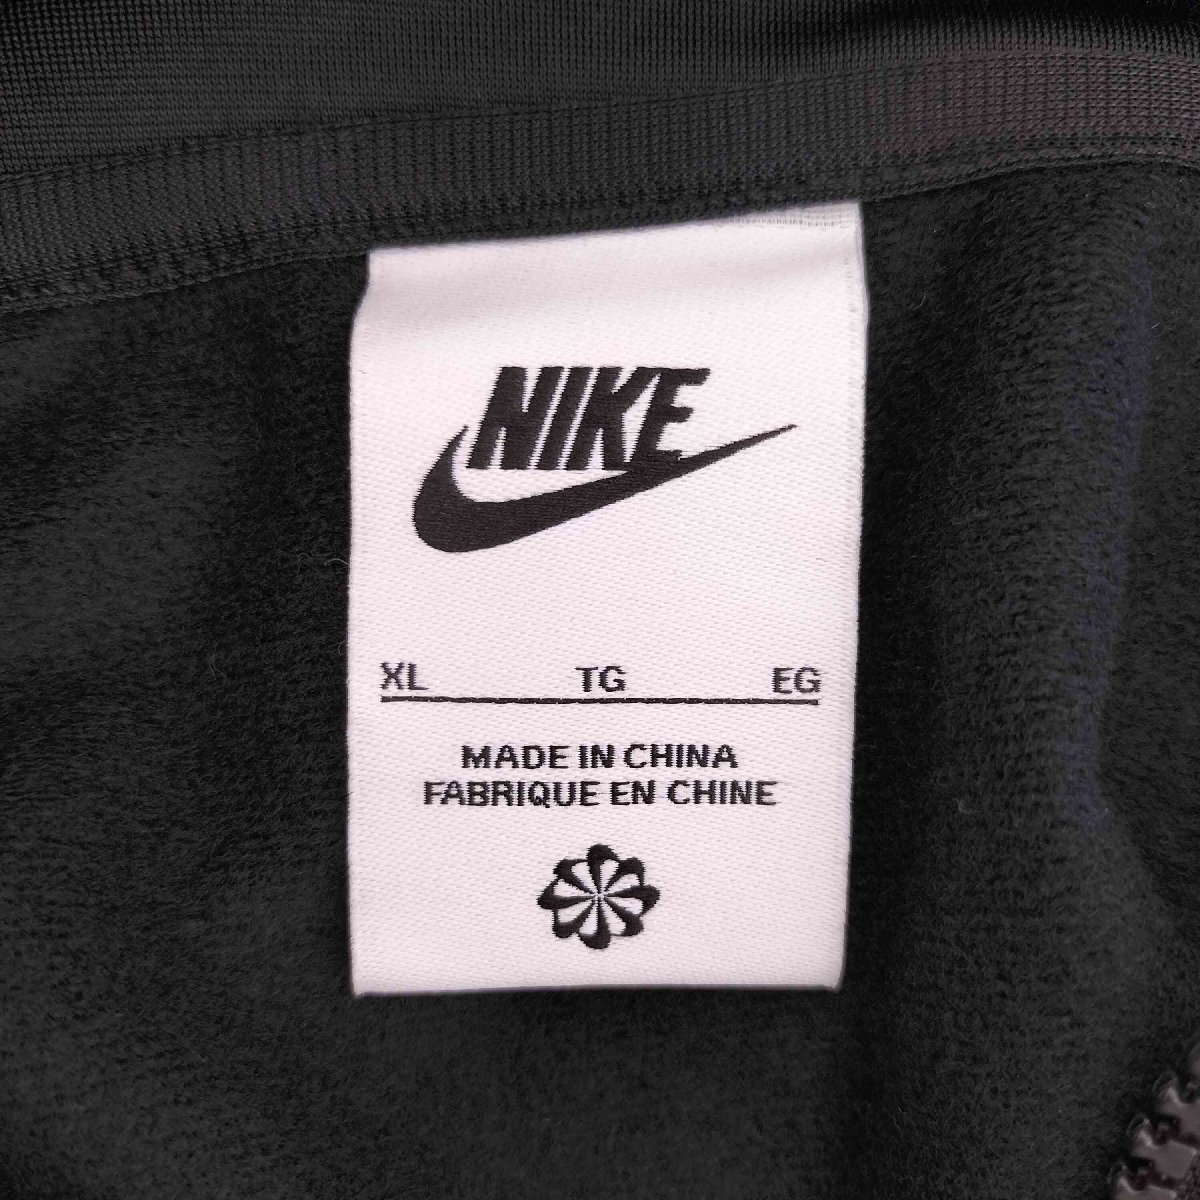 NIKE
XL TG EG
MADE IN CHINA
FABRIQUE EN CHINE